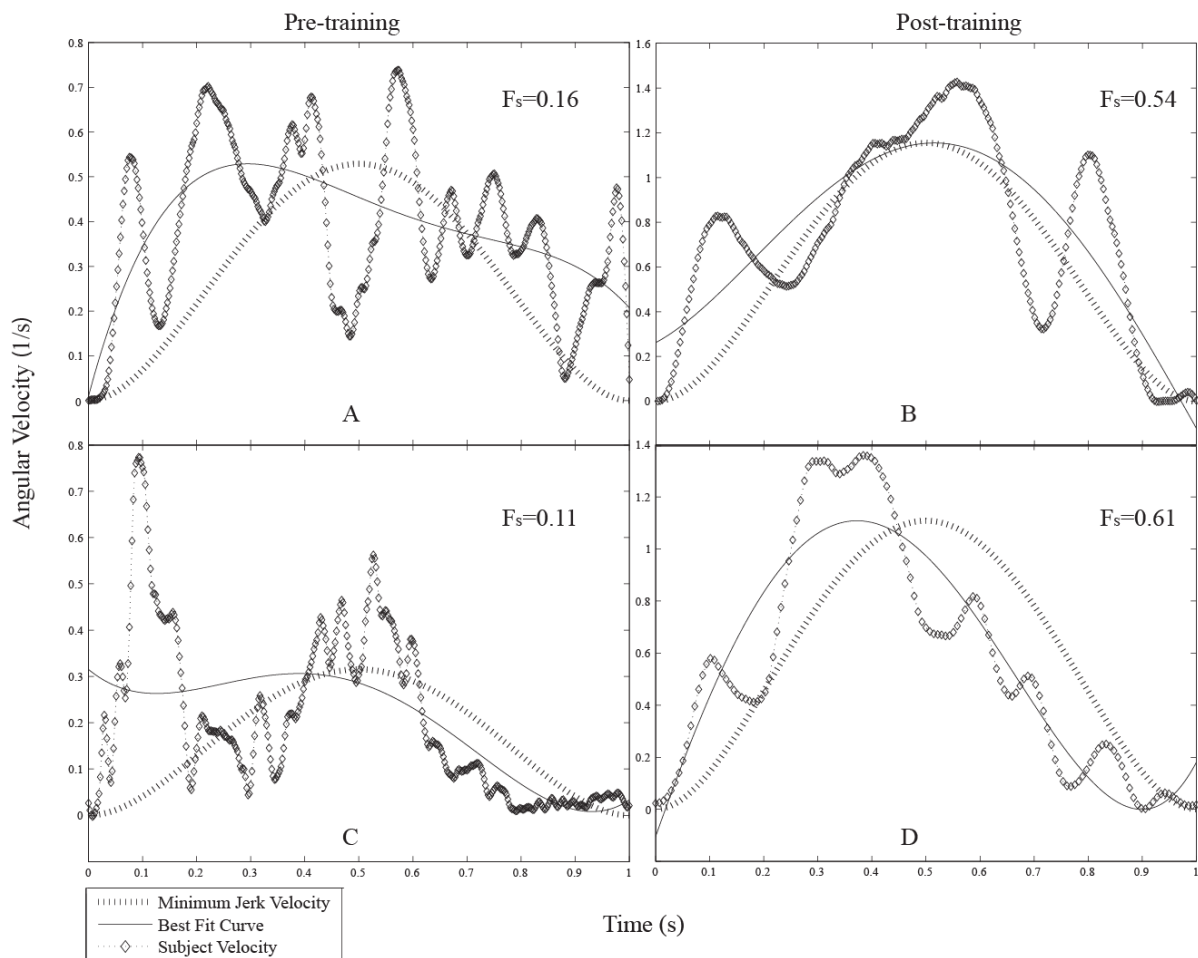 Pre-training
Post-training
0.8
0.7
0.6
0.5
0.4
0.3
0.2
0.1
0
Fs=0.16
A
1.6
1.4
1.2
1
0.8
0.6
0.4
0.2
0
Fs=0.54
B
Angular Velocity (1/s)
0.8
0.7
0.6
0.5
0.4
0.3
0.2
0.1
0
Fs=0.11
C
0 0.1 0.2 0.3 0.4 0.5 0.6 0.7 0.8 0.9 1
1.4
1.2
1
0.8
0.6
0.4
0.2
0
Fs=0.61
D
0 0.1 0.2 0.3 0.4 0.5 0.6 0.7 0.8 0.9 1
Minimum Jerk Velocity
Best Fit Curve
Subject Velocity
Time (s)